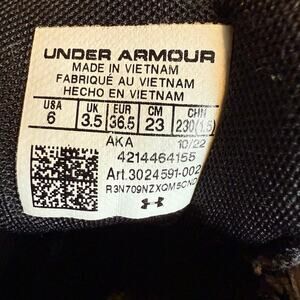 UNDER ARMOUR
MADE IN VIETNAM
FABRIQUÉ AU VIETNAM
HECHO EN VIETNAM
USA UK EUR CM CHN
6 3.5 36.5 23 230(1.5)
AKA 10/22
4214464155
Art.3024591-002
R3N709NZXQM5CNZ